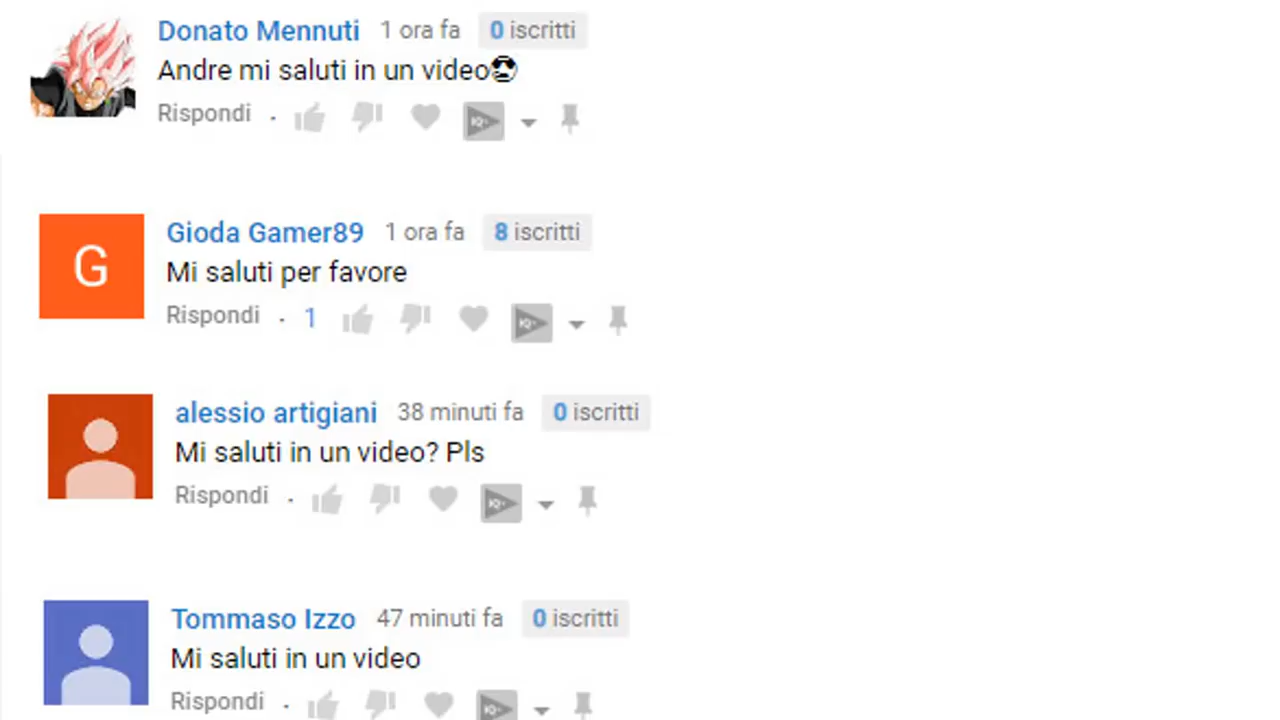 Donato Mennuti 1 ora fa 0 iscritti
Andre mi saluti in un video
Rispondi ·
G
Gioda Gamer89 1 ora fa 8 iscritti
Mi saluti per favore
Rispondi · 1
alessio artigiani 38 minuti fa 0 iscritti
Mi saluti in un video? Pls
Rispondi ·
Tommaso Izzo 47 minuti fa 0 iscritti
Mi saluti in un video
Rispondi ·